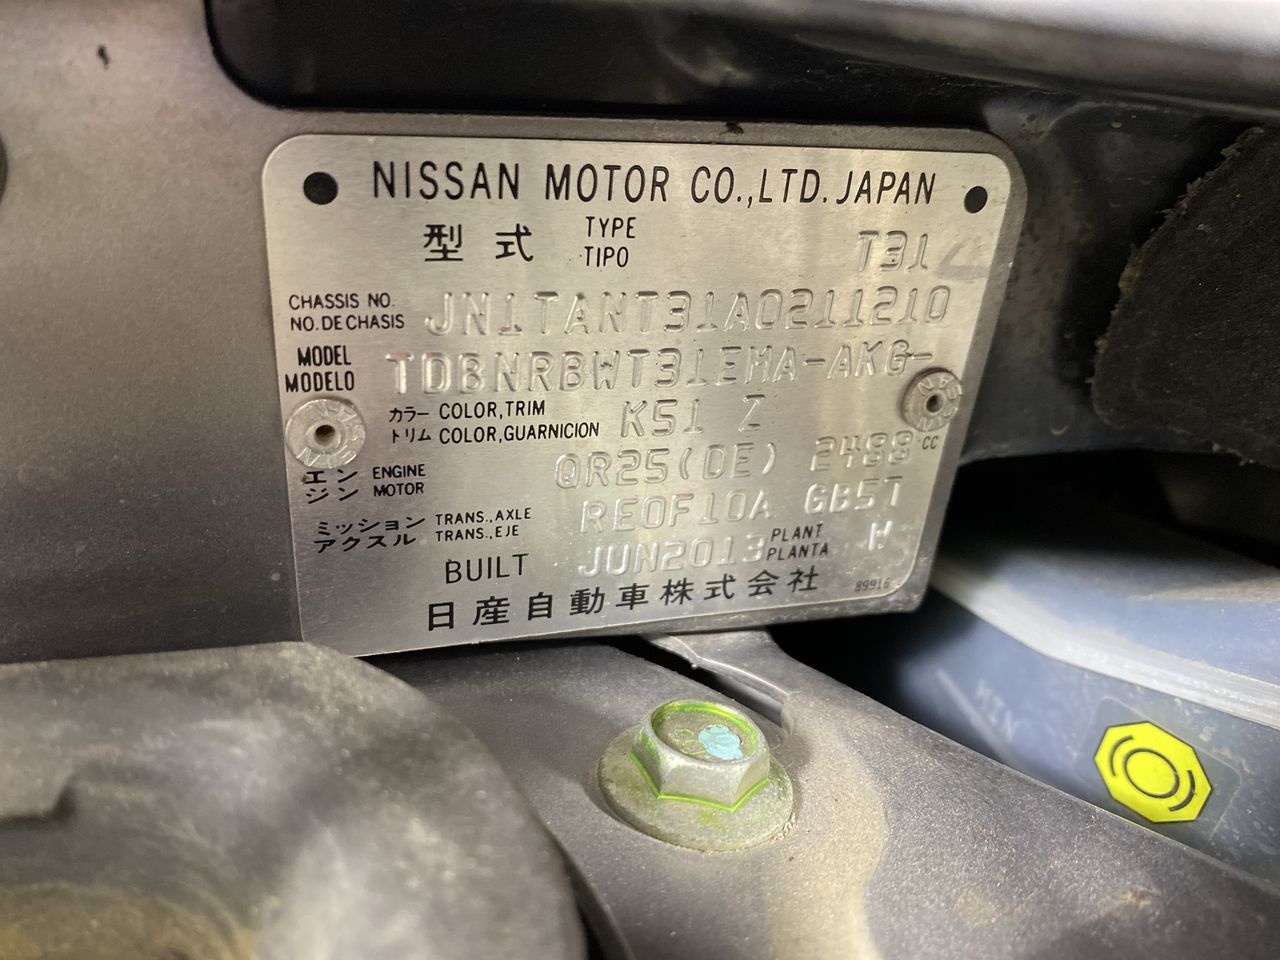 NISSAN MOTOR CO.,LTD. JAPAN
型式 TYPE TIPO T31
CHASSIS NO. NO. DE CHASIS JN1TANT31A0211210
MODEL MODELO TDBNRBWT31EMA-AKG-
カラー COLOR,TRIM トリム COLOR,GUARNICION K51 Z
エンジン ENGINE MOTOR QR25(DE) 2488 CC
ミッション TRANS.,AXLE アクスル TRANS.,EJE RE0F10A GB5T
BUILT JUN2013 PLANT PLANTA W
日産自動車株式会社 89916